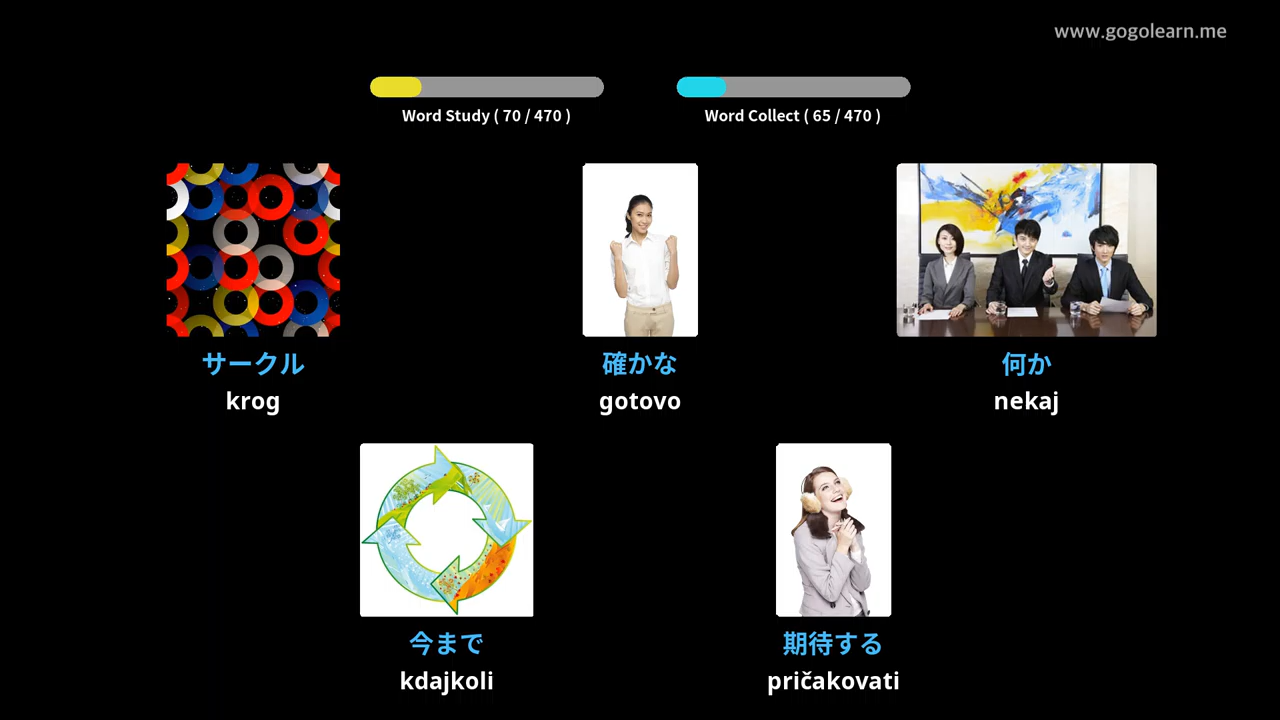 www.gogolearn.me
Word Study ( 70 / 470 )
Word Collect ( 65 / 470 )
サークル
krog
確かな
gotovo
何か
nekaj
今まで
kdajkoli
期待する
pričakovati